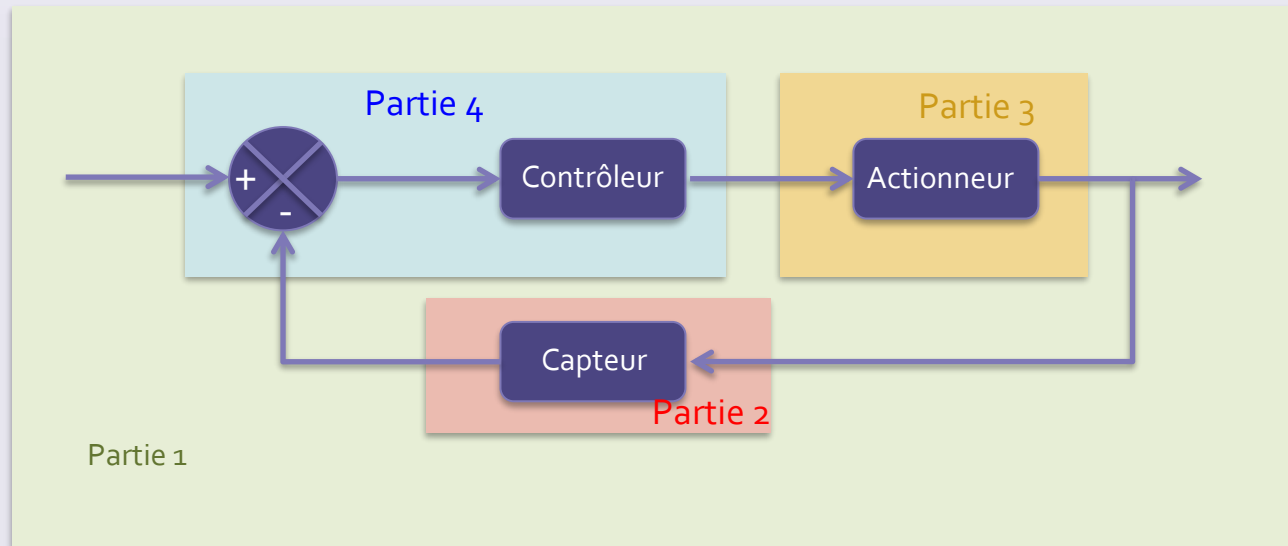 Partie 4
Partie 3
+
Contrôleur
Actionneur
-
Capteur
Partie 2
Partie 1